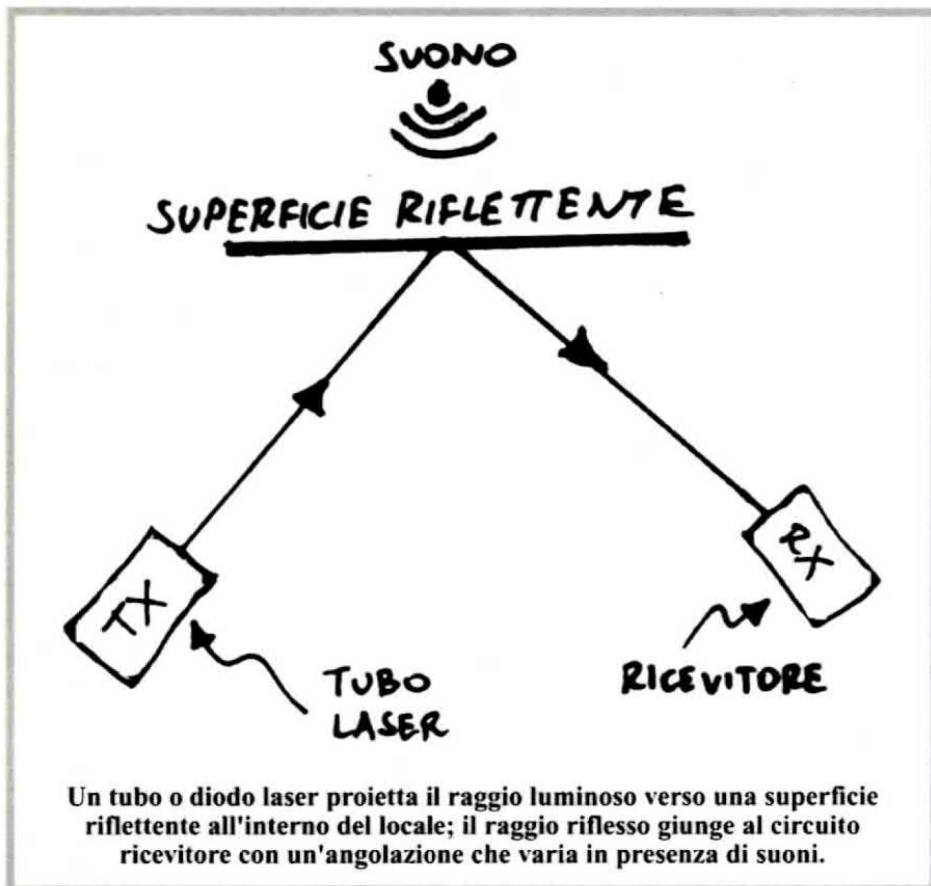 SUONO
SUPERFICIE RIFLETTENTE
TX
RX
TUBO
LASER
RICEVITORE
Un tubo o diodo laser proietta il raggio luminoso verso una superficie
riflettente all'interno del locale; il raggio riflesso giunge al circuito
ricevitore con un'angolazione che varia in presenza di suoni.